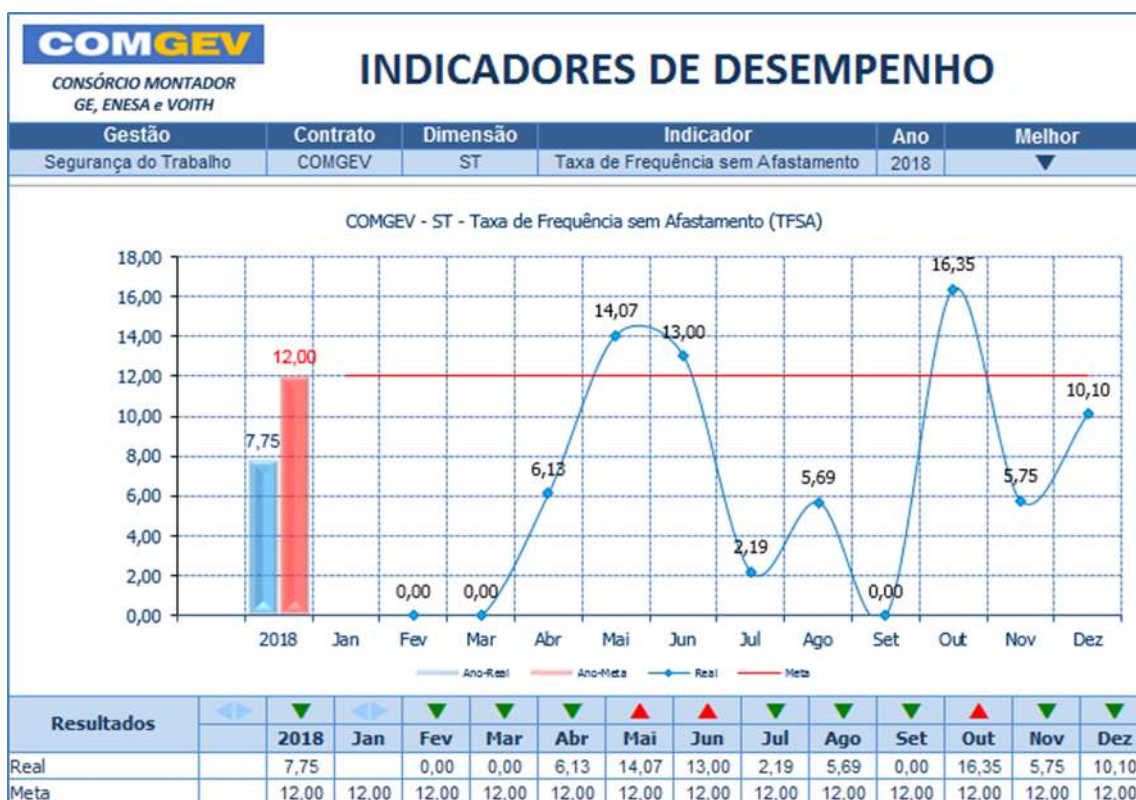 COMGEV
CONSÓRCIO MONTADOR
GE, ENESA e VOITH
INDICADORES DE DESEMPENHO
Gestão Contrato Dimensão Indicador Ano Melhor
Segurança do Trabalho COMGEV ST Taxa de Frequência sem Afastamento 2018
COMGEV - ST - Taxa de Frequência sem Afastamento (TFSA)
18,00
16,00
14,00
12,00
10,00
8,00
6,00
4,00
2,00
0,00
7,75
12,00
0,00
0,00
6,13
14,07
13,00
2,19
5,69
0,00
16,35
5,75
10,10
2018 Jan Fev Mar Abr Mai Jun Jul Ago Set Out Nov Dez
Ano-Real Ano-Meta Real Meta
Resultados
2018 Jan Fev Mar Abr Mai Jun Jul Ago Set Out Nov Dez
Real 7,75 0,00 0,00 6,13 14,07 13,00 2,19 5,69 0,00 16,35 5,75 10,10
Meta 12,00 12,00 12,00 12,00 12,00 12,00 12,00 12,00 12,00 12,00 12,00 12,00 12,00